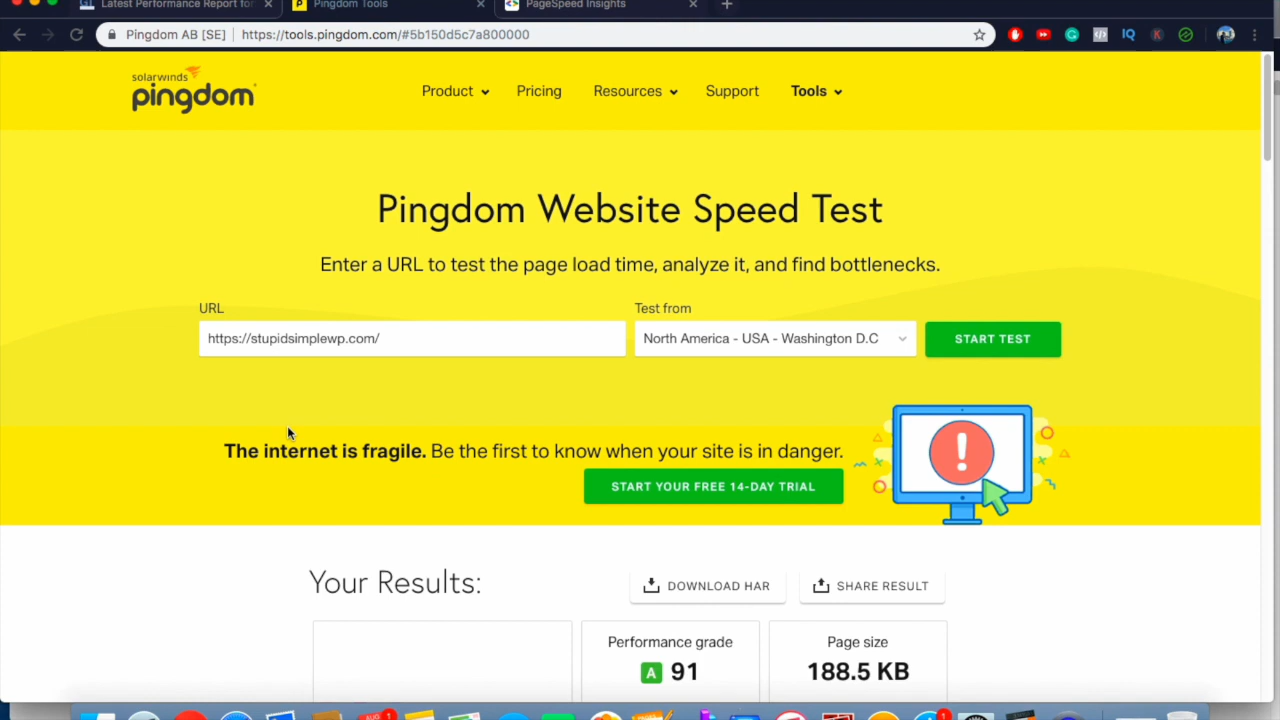 Latest Performance Report for
Pingdom Tools
PageSpeed Insights
Pingdom AB [SE]
https://tools.pingdom.com/#5b150d5c7a800000
solarwinds
pingdom
Product
Pricing
Resources
Support
Tools
Pingdom Website Speed Test
Enter a URL to test the page load time, analyze it, and find bottlenecks.
URL
Test from
https://stupidsimplewp.com/
North America - USA - Washington D.C
START TEST
The internet is fragile. Be the first to know when your site is in danger.
START YOUR FREE 14-DAY TRIAL
Your Results:
DOWNLOAD HAR
SHARE RESULT
Performance grade
A 91
Page size
188.5 KB